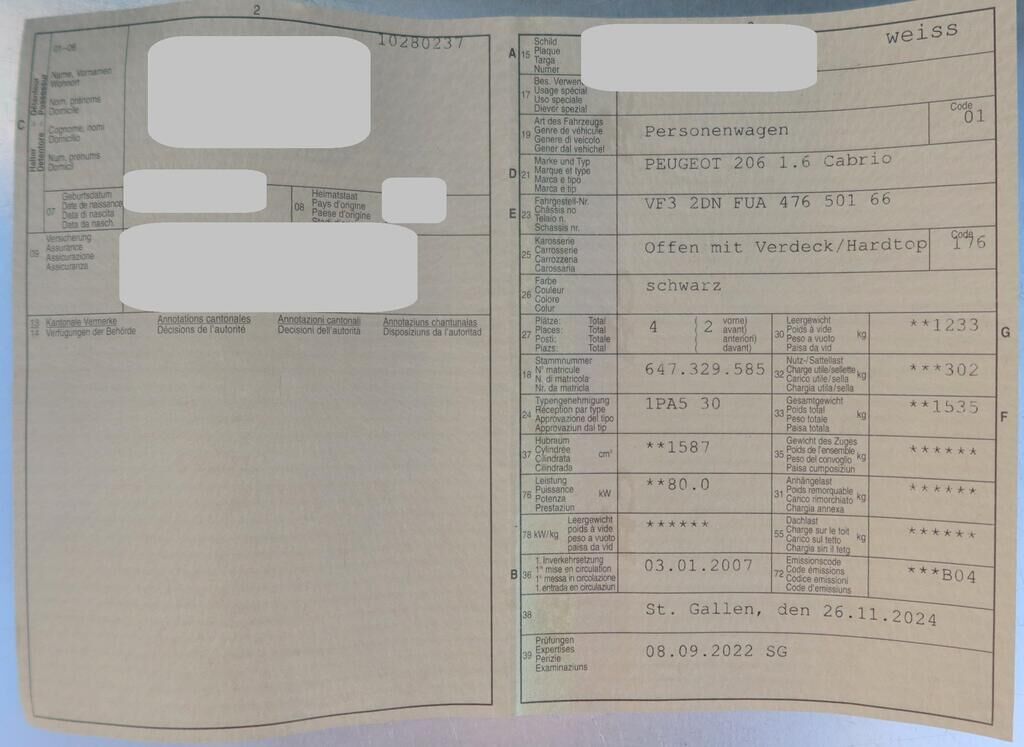 2
01-06
10280237
Halter
Détenteur
Detentore
Possessur
C
Name, Vornamen
Wohnort
Nom, prénoms
Domicile
Cognome, nomi
Domicilio
Num, prenums
Domicil
07
Geburtsdatum
Date de naissance
Data di nascita
Data da nasch.
08
Heimatstaat
Pays d'origine
Paese d'origine
09
Versicherung
Assurance
Assicurazione
Assicuranza
13 Kantonale Vermerke Annotations cantonales Annotazioni cantonali Annotaziuns chantunalas
14 Verfügungen der Behörde Décisions de l'autorité Decisioni dell'autorità Disposiziuns da l'autoritad
A 15
Schild
Plaque
Targa
Numer
weiss
17
Bes. Verwen
Usage spécial
Uso speciale
Diever spezial
19
Art des Fahrzeugs
Genre de véhicule
Genere di veicolo
Gener dal vehichel
Personenwagen
Code
01
D 21
Marke und Typ
Marque et type
Marca e tipo
Marca e tip
PEUGEOT 206 1.6 Cabrio
E 23
Fahrgestell-Nr.
Châssis no
Telaio n.
Schassis nr.
VF3 2DN FUA 476 501 66
25
Karosserie
Carrosserie
Carrozzeria
Carossaria
Offen mit Verdeck/Hardtop
Code
176
26
Farbe
Couleur
Colore
Colur
schwarz
27
Plätze: Total
Places: Total
Posti: Totale
Plazs: Total
4 ( 2 vorne)
( avant)
( anteriori)
( davant)
30
Leergewicht
Poids à vide
Peso a vuoto
Paisa da vid
kg
**1233
G
18
Stammnummer
N° matricule
N. di matricola
Nr. da matricla
647.329.585
32
Nutz-/Sattellast
Charge utile/sellette
Carico utile/sella
Chargia utila/sella
kg
***302
24
Typengenehmigung
Réception par type
Approvazione del tipo
Approvaziun dal tip
1PA5 30
33
Gesamtgewicht
Poids total
Peso totale
Paisa totala
kg
**1535
F
37
Hubraum
Cylindrée
Cilindrata
Cilindrada
cm³
**1587
35
Gewicht des Zuges
Poids de l'ensemble
Peso del convoglio
Paisa cumposiziun
kg
******
76
Leistung
Puissance
Potenza
Prestaziun
kW
**80.0
31
Anhängelast
Poids remorquable
Carico rimorchiato
Chargia annexa
kg
******
78 kW/kg
Leergewicht
poids à vide
peso a vuoto
paisa da vid
******
55
Dachlast
Charge sur le toit
Carico sul tetto
Chargia sin il tetg
kg
******
B 36
1. Inverkehrsetzung
1re mise en circulation
1a messa in circolazione
1. entrada en circulaziun
03.01.2007
72
Emissionscode
Code émissions
Codice emissioni
Code d'emissiuns
***B04
38
St. Gallen, den 26.11.2024
39
Prüfungen
Expertises
Perizie
Examinaziuns
08.09.2022 SG